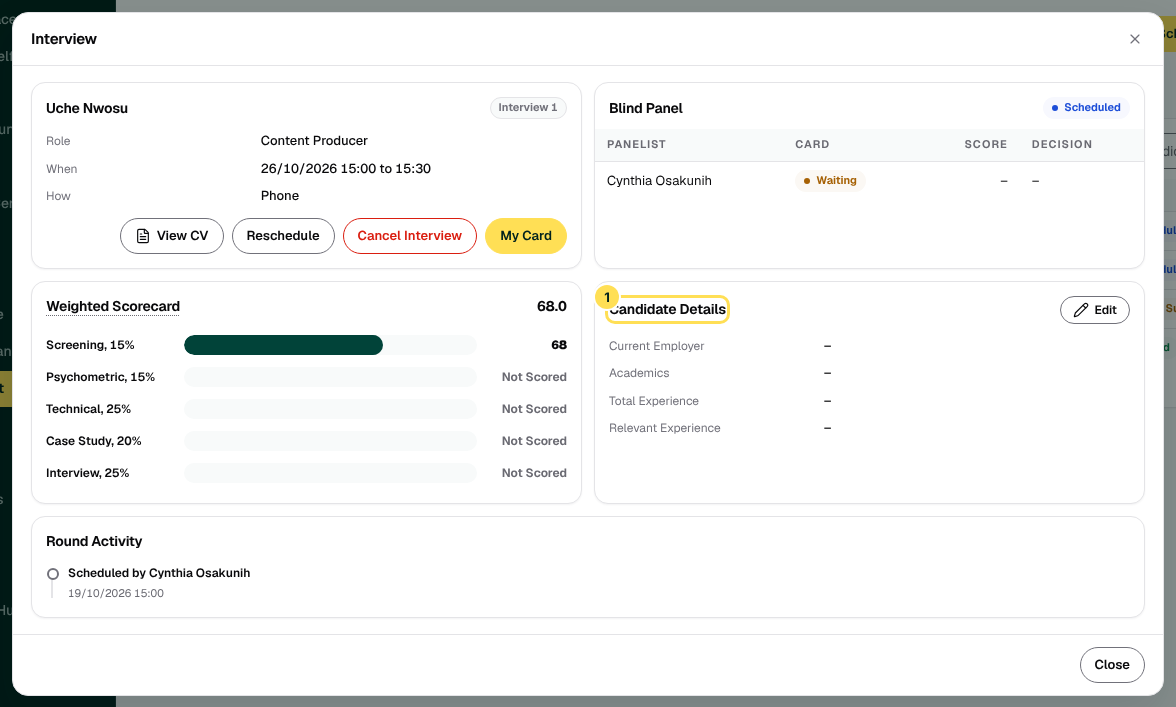 Interview
Uche Nwosu
Interview 1
Role
Content Producer
When
26/10/2026 15:00 to 15:30
How
Phone
View CV
Reschedule
Cancel Interview
My Card
Blind Panel
Scheduled
PANELIST CARD SCORE DECISION
Cynthia Osakunih Waiting – –
Weighted Scorecard
68.0
Screening, 15%
68
Psychometric, 15%
Not Scored
Technical, 25%
Not Scored
Case Study, 20%
Not Scored
Interview, 25%
Not Scored
1
Candidate Details
Edit
Current Employer –
Academics –
Total Experience –
Relevant Experience –
Round Activity
Scheduled by Cynthia Osakunih
19/10/2026 15:00
Close